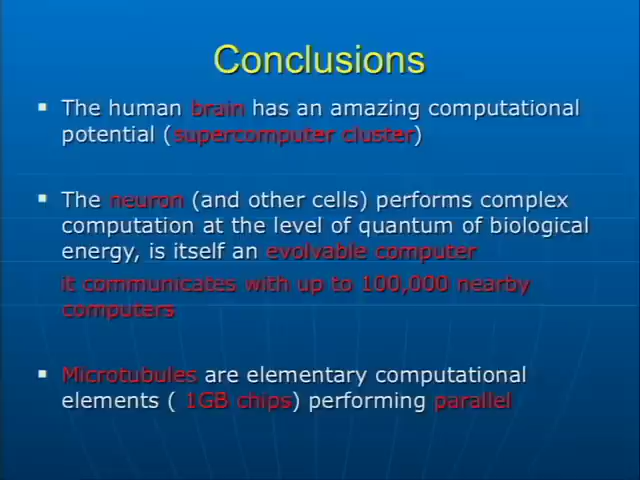 Conclusions
The human brain has an amazing computational
potential (supercomputer cluster)
The neuron (and other cells) performs complex
computation at the level of quantum of biological
energy, is itself an evolvable computer
it communicates with up to 100,000 nearby
computers
Microtubules are elementary computational
elements ( 1GB chips) performing parallel